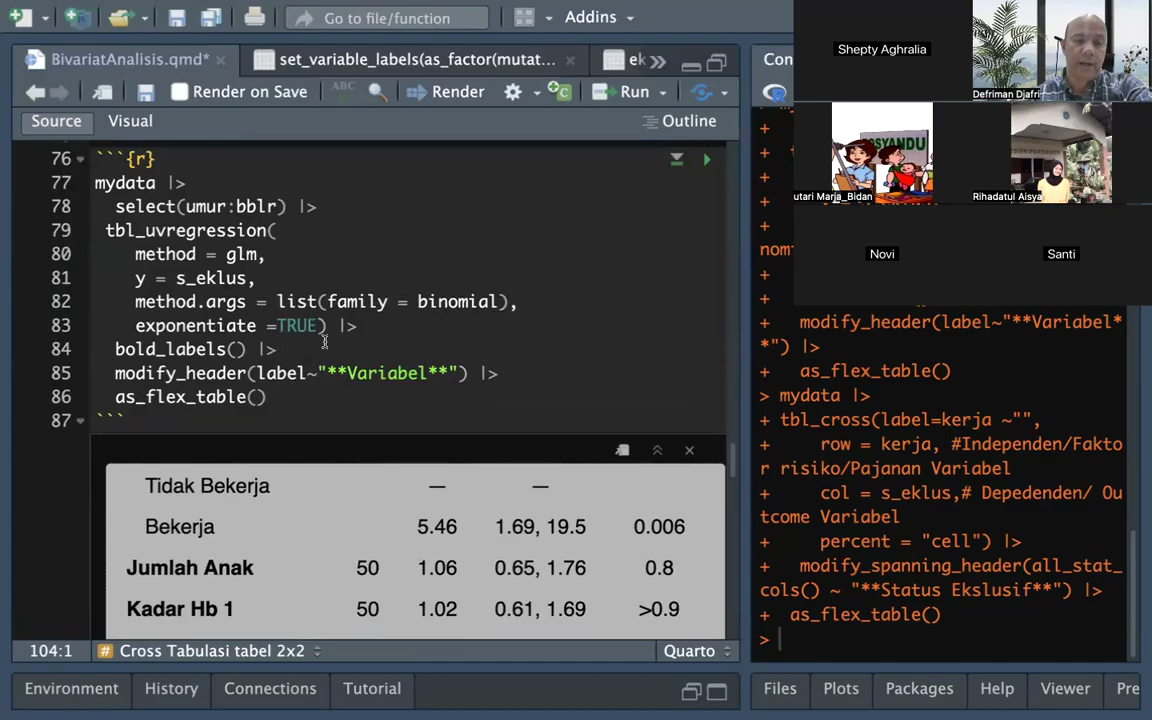 Go to file/function
Addins
BivariatAnalisis.qmd*
set_variable_labels(as_factor(mutat...
ek
Render on Save
ABC
Render
Run
Source
Visual
Outline
76
```{r}
77
mydata |>
78
select(umur:bblr) |>
79
tbl_uvregression(
80
method = glm,
81
y = s_eklus,
82
method.args = list(family = binomial),
83
exponentiate =TRUE) |>
84
bold_labels() |>
85
modify_header(label~"**Variabel**") |>
86
as_flex_table()
87
```
Tidak Bekerja — —
Bekerja 5.46 1.69, 19.5 0.006
Jumlah Anak 50 1.06 0.65, 1.76 0.8
Kadar Hb 1 50 1.02 0.61, 1.69 >0.9
104:1
# Cross Tabulasi tabel 2x2
Quarto
Environment
History
Connections
Tutorial
Con
Shepty Aghralia
Defriman Djafri
OSYANDU
utari Marja_Bidan
Rihadatul Aisya
Novi
Santi
+
+
+
+
+
nomi
+
+
+ modify_header(label~"**Variabel*
*") |>
+ as_flex_table()
> mydata |>
+ tbl_cross(label=kerja ~"",
+ row = kerja, #Independen/Fakto
r risiko/Pajanan Variabel
+ col = s_eklus,# Depedenden/ Ou
tcome Variabel
+ percent = "cell") |>
+ modify_spanning_header(all_stat_
cols() ~ "**Status Ekslusif**") |>
+ as_flex_table()
>
Files
Plots
Packages
Help
Viewer
Pre